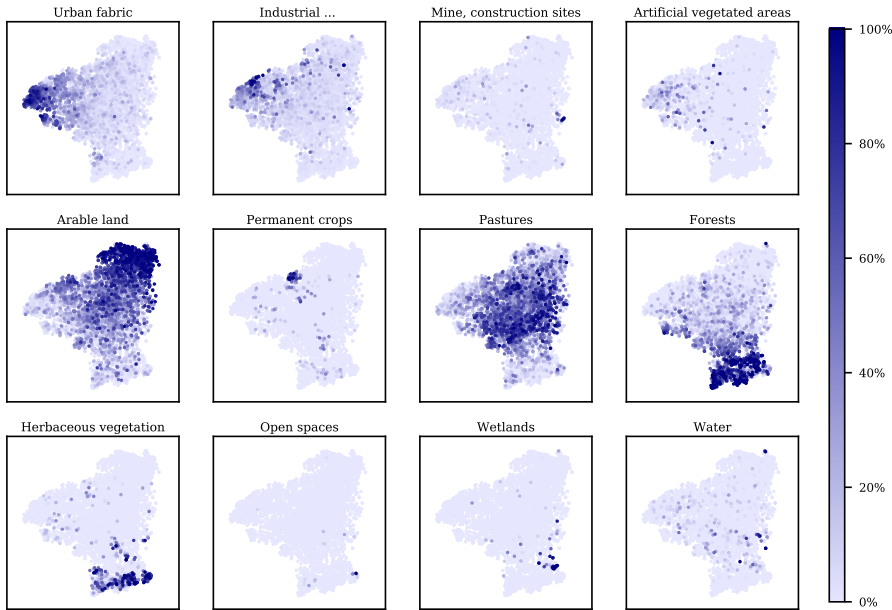 Urban fabric
Industrial ...
Mine, construction sites
Artificial vegetated areas
100%
80%
Arable land
Permanent crops
Pastures
Forests
60%
40%
Herbaceous vegetation
Open spaces
Wetlands
Water
20%
0%